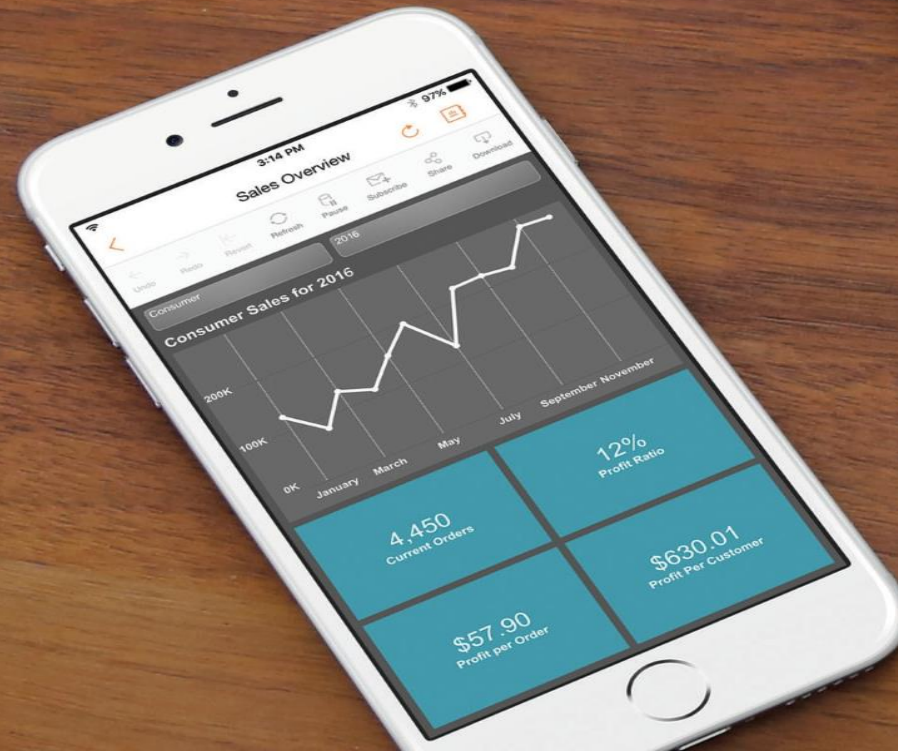 3:14 PM
97%
Sales Overview
Undo
Redo
Revert
Refresh
Pause
Subscribe
Share
Download
Consumer
2016
Consumer Sales for 2016
200K
100K
0K
January
March
May
July
September
November
4,450
Current Orders
12%
Profit Ratio
$57.90
Profit per Order
$630.01
Profit Per Customer